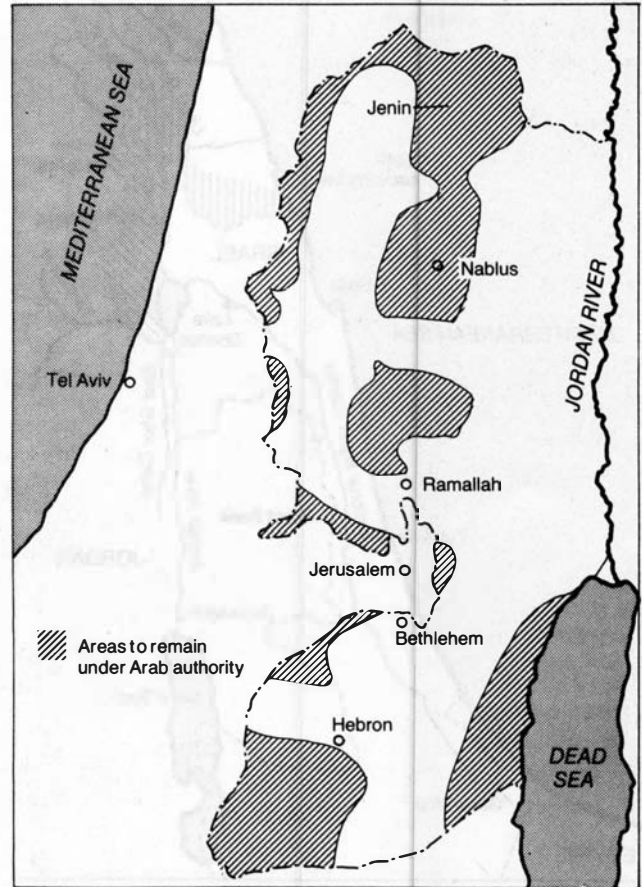 MEDITERRANEAN SEA
Jenin
Nablus
JORDAN RIVER
Tel Aviv
Ramallah
Jerusalem
Bethlehem
Areas to remain
under Arab authority
Hebron
DEAD
SEA